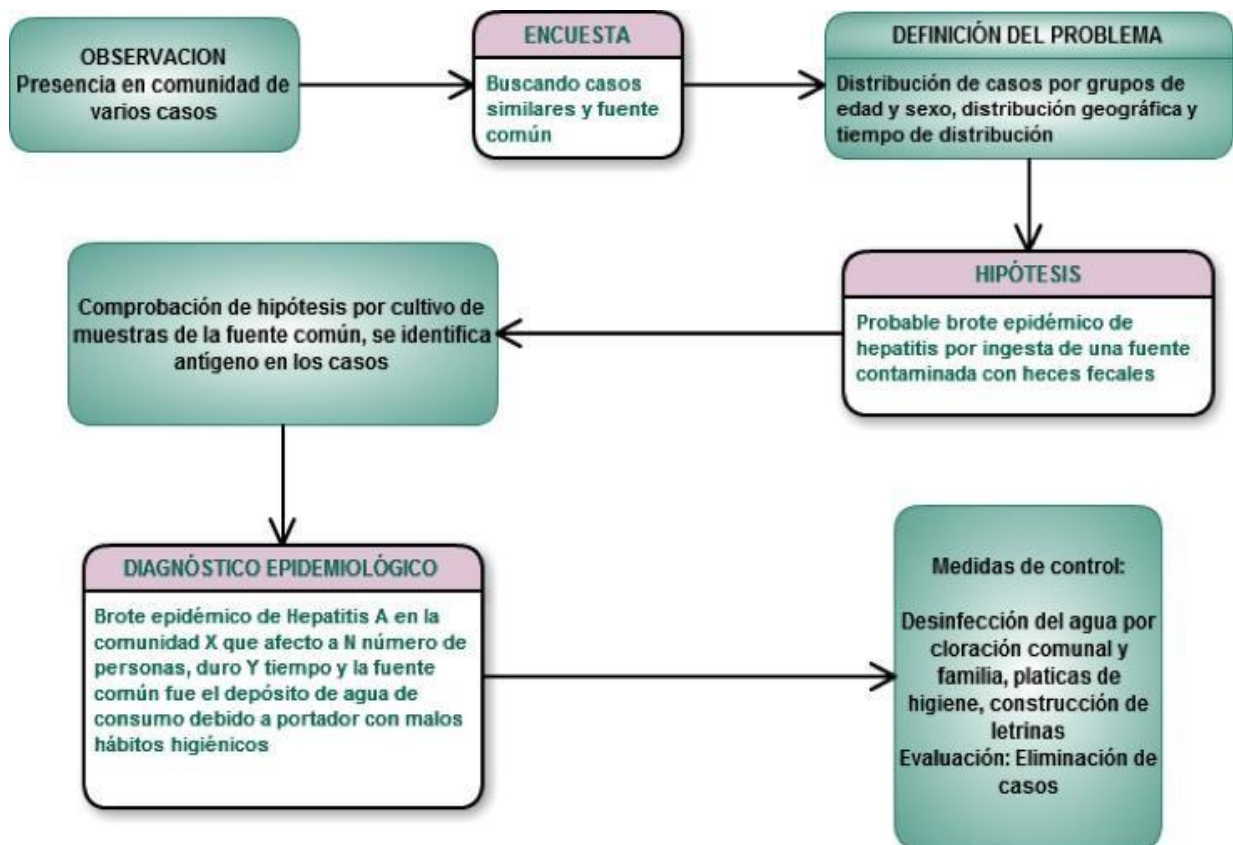 OBSERVACION
Presencia en comunidad de
varios casos
ENCUESTA
Buscando casos
similares y fuente
común
DEFINICIÓN DEL PROBLEMA
Distribución de casos por grupos de
edad y sexo, distribución geográfica y
tiempo de distribución
HIPÓTESIS
Probable brote epidémico de
hepatitis por ingesta de una fuente
contaminada con heces fecales
Comprobación de hipótesis por cultivo de
muestras de la fuente común, se identifica
antígeno en los casos
DIAGNÓSTICO EPIDEMIOLÓGICO
Brote epidémico de Hepatitis A en la
comunidad X que afecto a N número de
personas, duro Y tiempo y la fuente
común fue el depósito de agua de
consumo debido a portador con malos
hábitos higiénicos
Medidas de control:
Desinfección del agua por
cloración comunal y
familia, platicas de
higiene, construcción de
letrinas
Evaluación: Eliminación de
casos